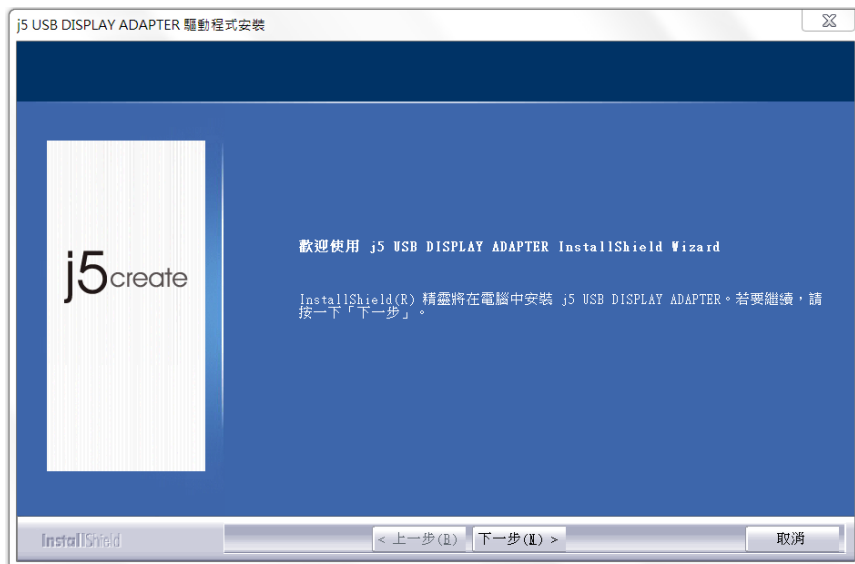 j5 USB DISPLAY ADAPTER 驅動程式安裝
j5create
歡迎使用 j5 USB DISPLAY ADAPTER InstallShield Wizard
InstallShield(R) 精靈將在電腦中安裝 j5 USB DISPLAY ADAPTER。若要繼續，請
按一下「下一步」。
InstallShield
< 上一步(B) 下一步(N) > 取消